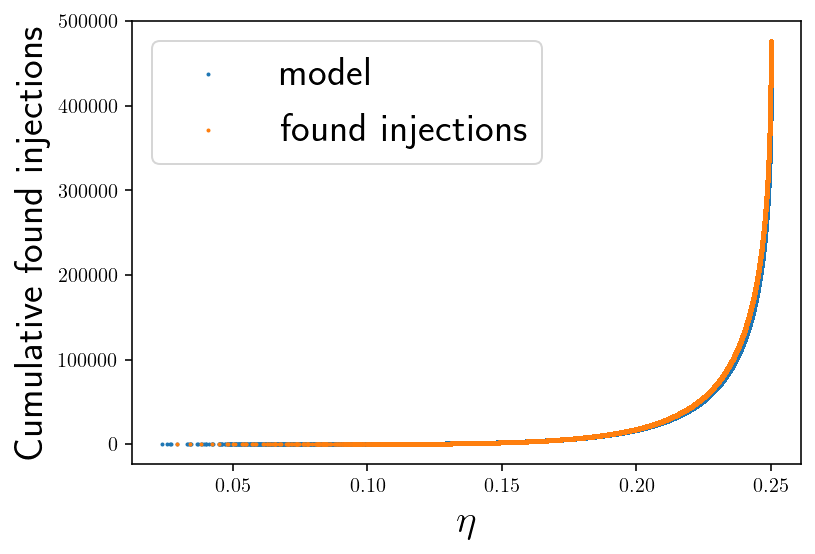 500000
400000
300000
200000
100000
0
Cumulative found injections
model
found injections
0.05 0.10 0.15 0.20 0.25
η